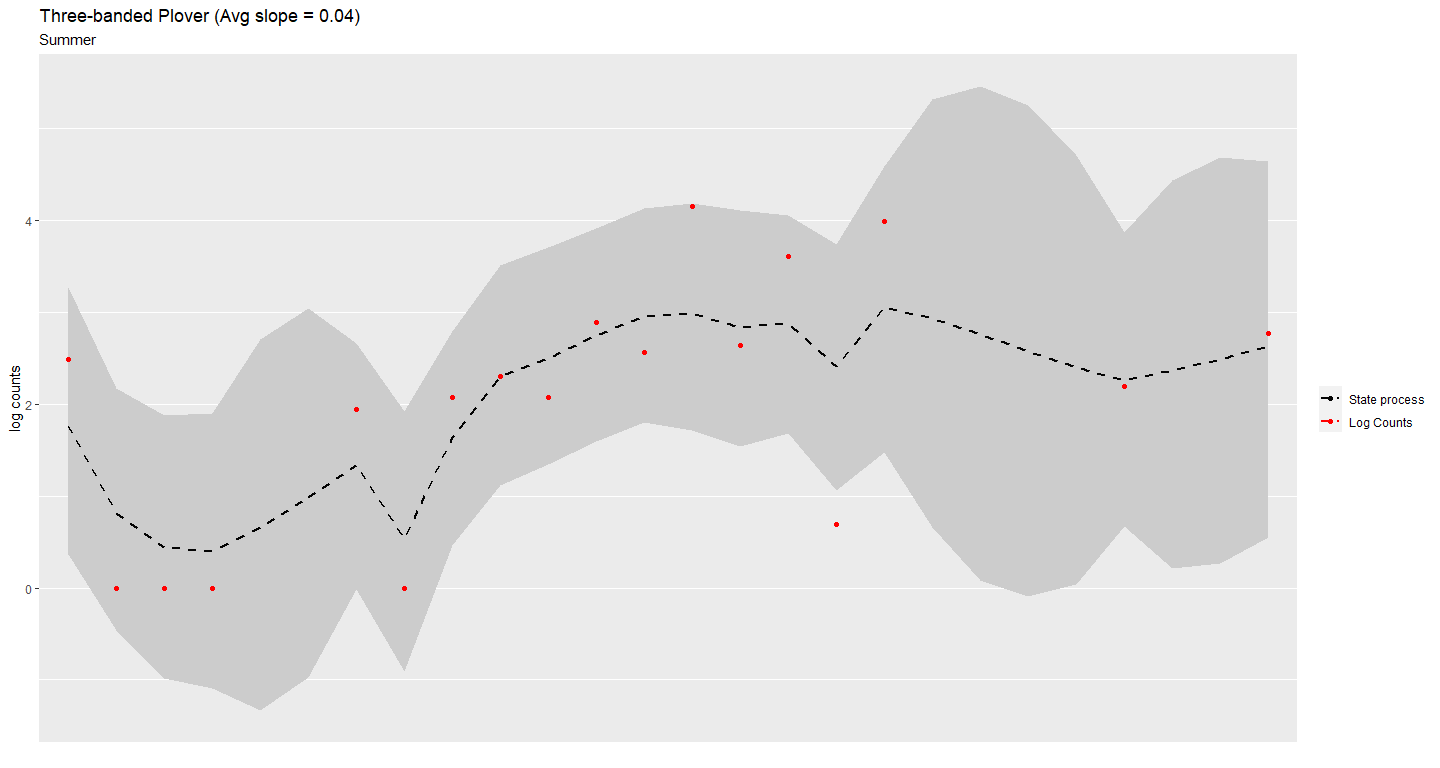 Three-banded Plover (Avg slope = 0.04)
Summer
4
2
0
log counts
State process
Log Counts